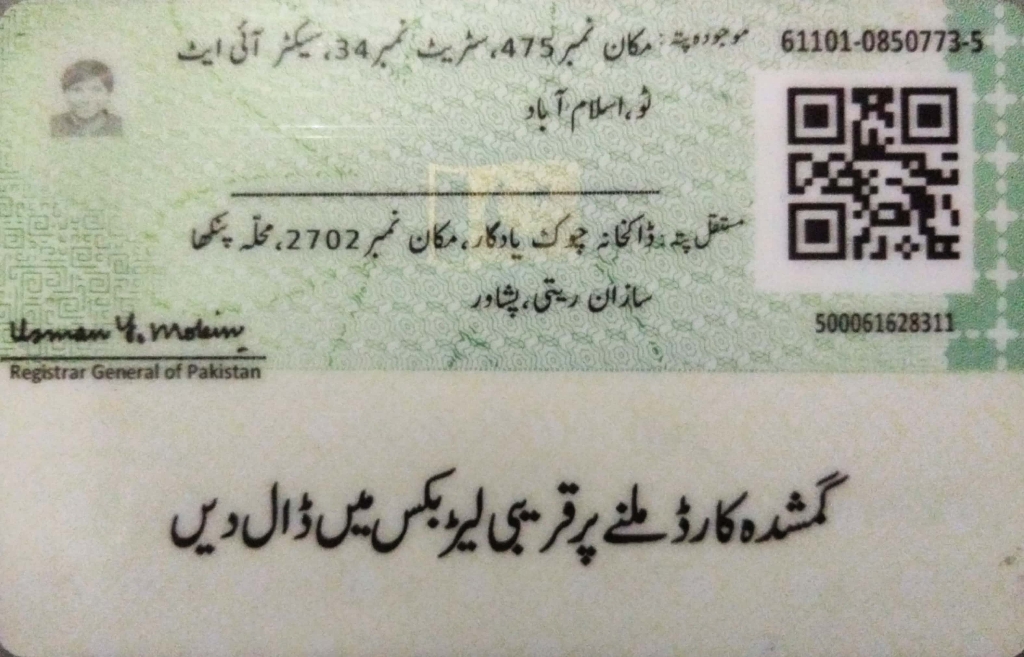 61101-0850773-5
موجودہ پتہ: مکان نمبر 475، سٹریٹ نمبر 34، سیکٹر آئی ایٹ
ٹو، اسلام آباد
مستقل پتہ: ڈاکخانہ چوک یادگار، مکان نمبر 2702، محلّہ پنکھا
سازان ریتی، پشاور
500061628311
Usman Y. Mobin
Registrar General of Pakistan
گمشدہ کارڈ ملنے پر قریبی لیٹر بکس میں ڈال دیں